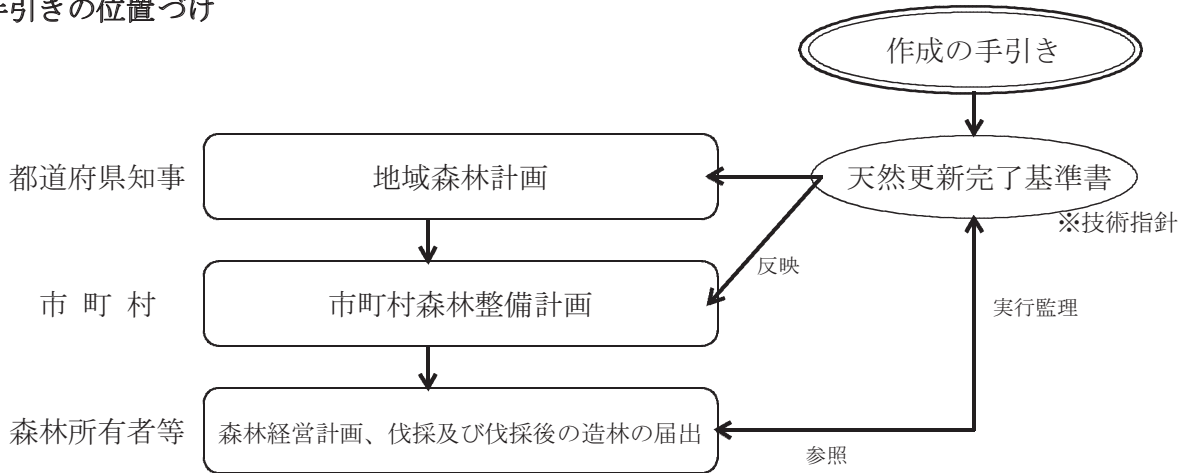 手引きの位置づけ
作成の手引き
都道府県知事
地域森林計画
天然更新完了基準書
※技術指針
反映
市 町 村
市町村森林整備計画
実行監理
森林所有者等
森林経営計画、伐採及び伐採後の造林の届出
参照